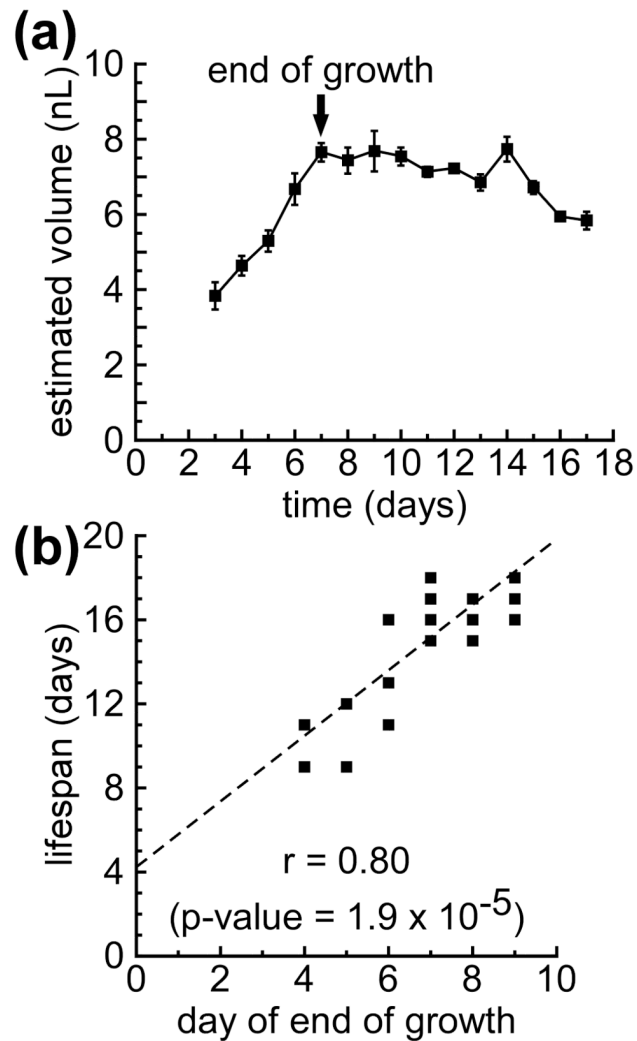 (a)
end of growth
estimated volume (nL)
10
8
6
4
2
0
0 2 4 6 8 10 12 14 16 18
time (days)
(b)
lifespan (days)
20
16
12
8
4
0
r = 0.80
(p-value = 1.9 x 10^-5)
0 2 4 6 8 10
day of end of growth